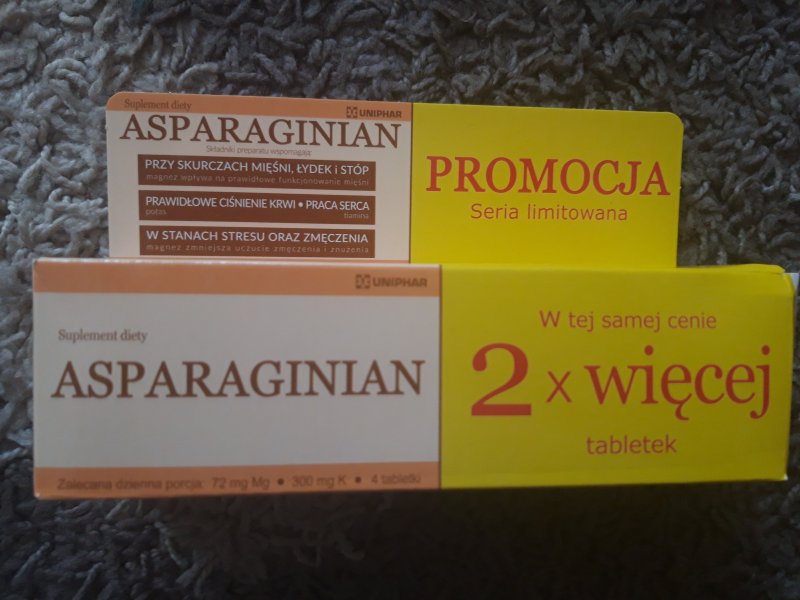 Suplement diety
UNIPHAR
ASPARAGINIAN
Składniki preparatu wspomagają:
PRZY SKURCZACH MIĘŚNI, ŁYDEK i STÓP
magnez wpływa na prawidłowe funkcjonowanie mięśni
PRAWIDŁOWE CIŚNIENIE KRWI • PRACA SERCA
potas tiamina
W STANACH STRESU ORAZ ZMĘCZENIA
magnez zmniejsza uczucie zmęczenia i znużenia
PROMOCJA
Seria limitowana
UNIPHAR
Suplement diety
ASPARAGINIAN
Zalecana dzienna porcja: 72 mg Mg • 300 mg K • 4 tabletki
W tej samej cenie
2 x więcej
tabletek